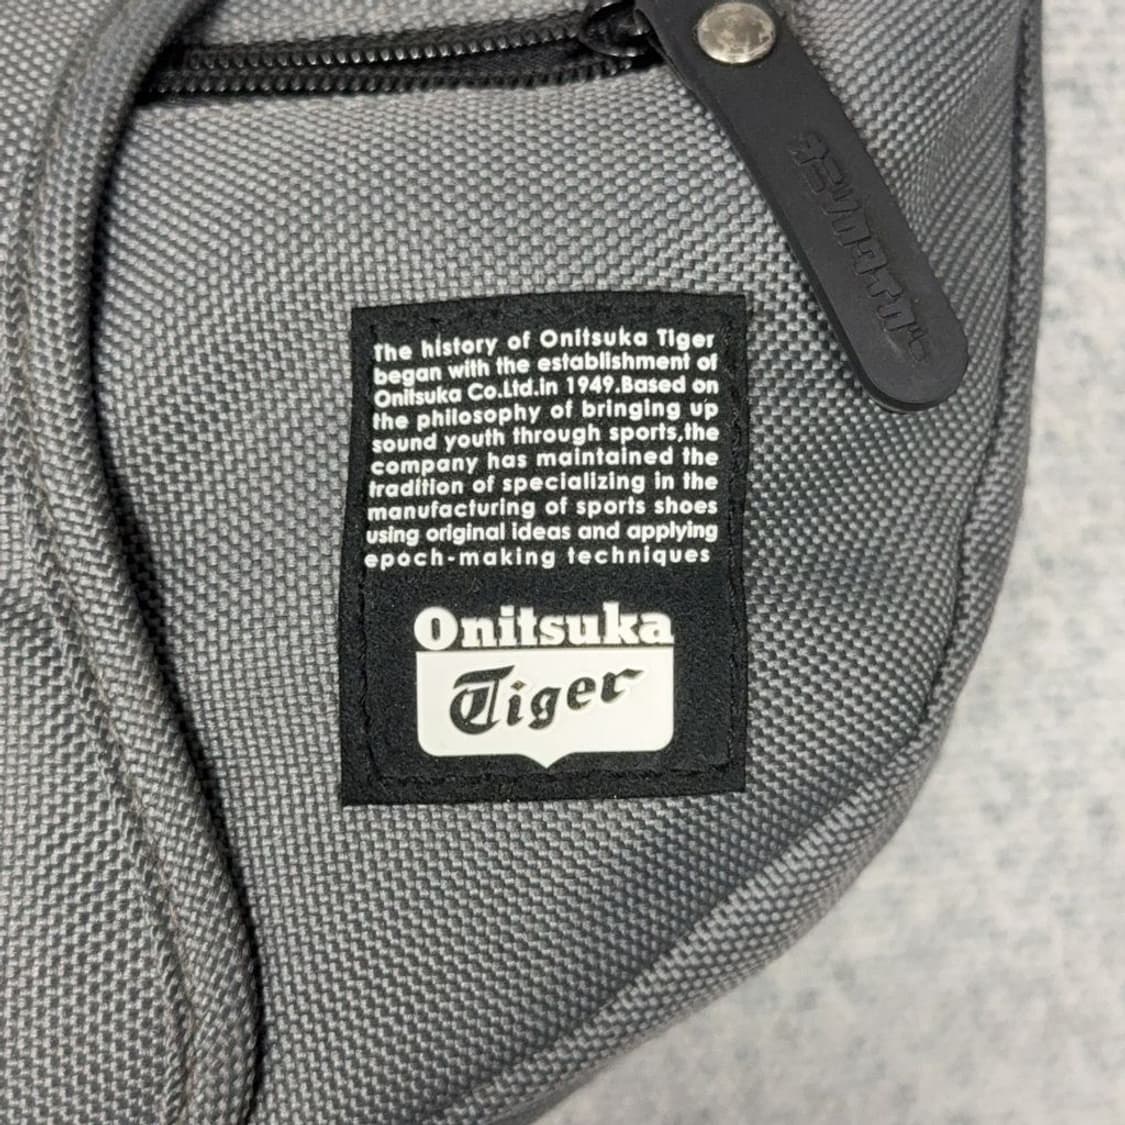 The history of Onitsuka Tiger
began with the establishment of
Onitsuka Co.Ltd.in 1949.Based on
the philosophy of bringing up
sound youth through sports,the
company has maintained the
tradition of specializing in the
manufacturing of sports shoes
using original ideas and applying
epoch-making techniques
Onitsuka
Tiger